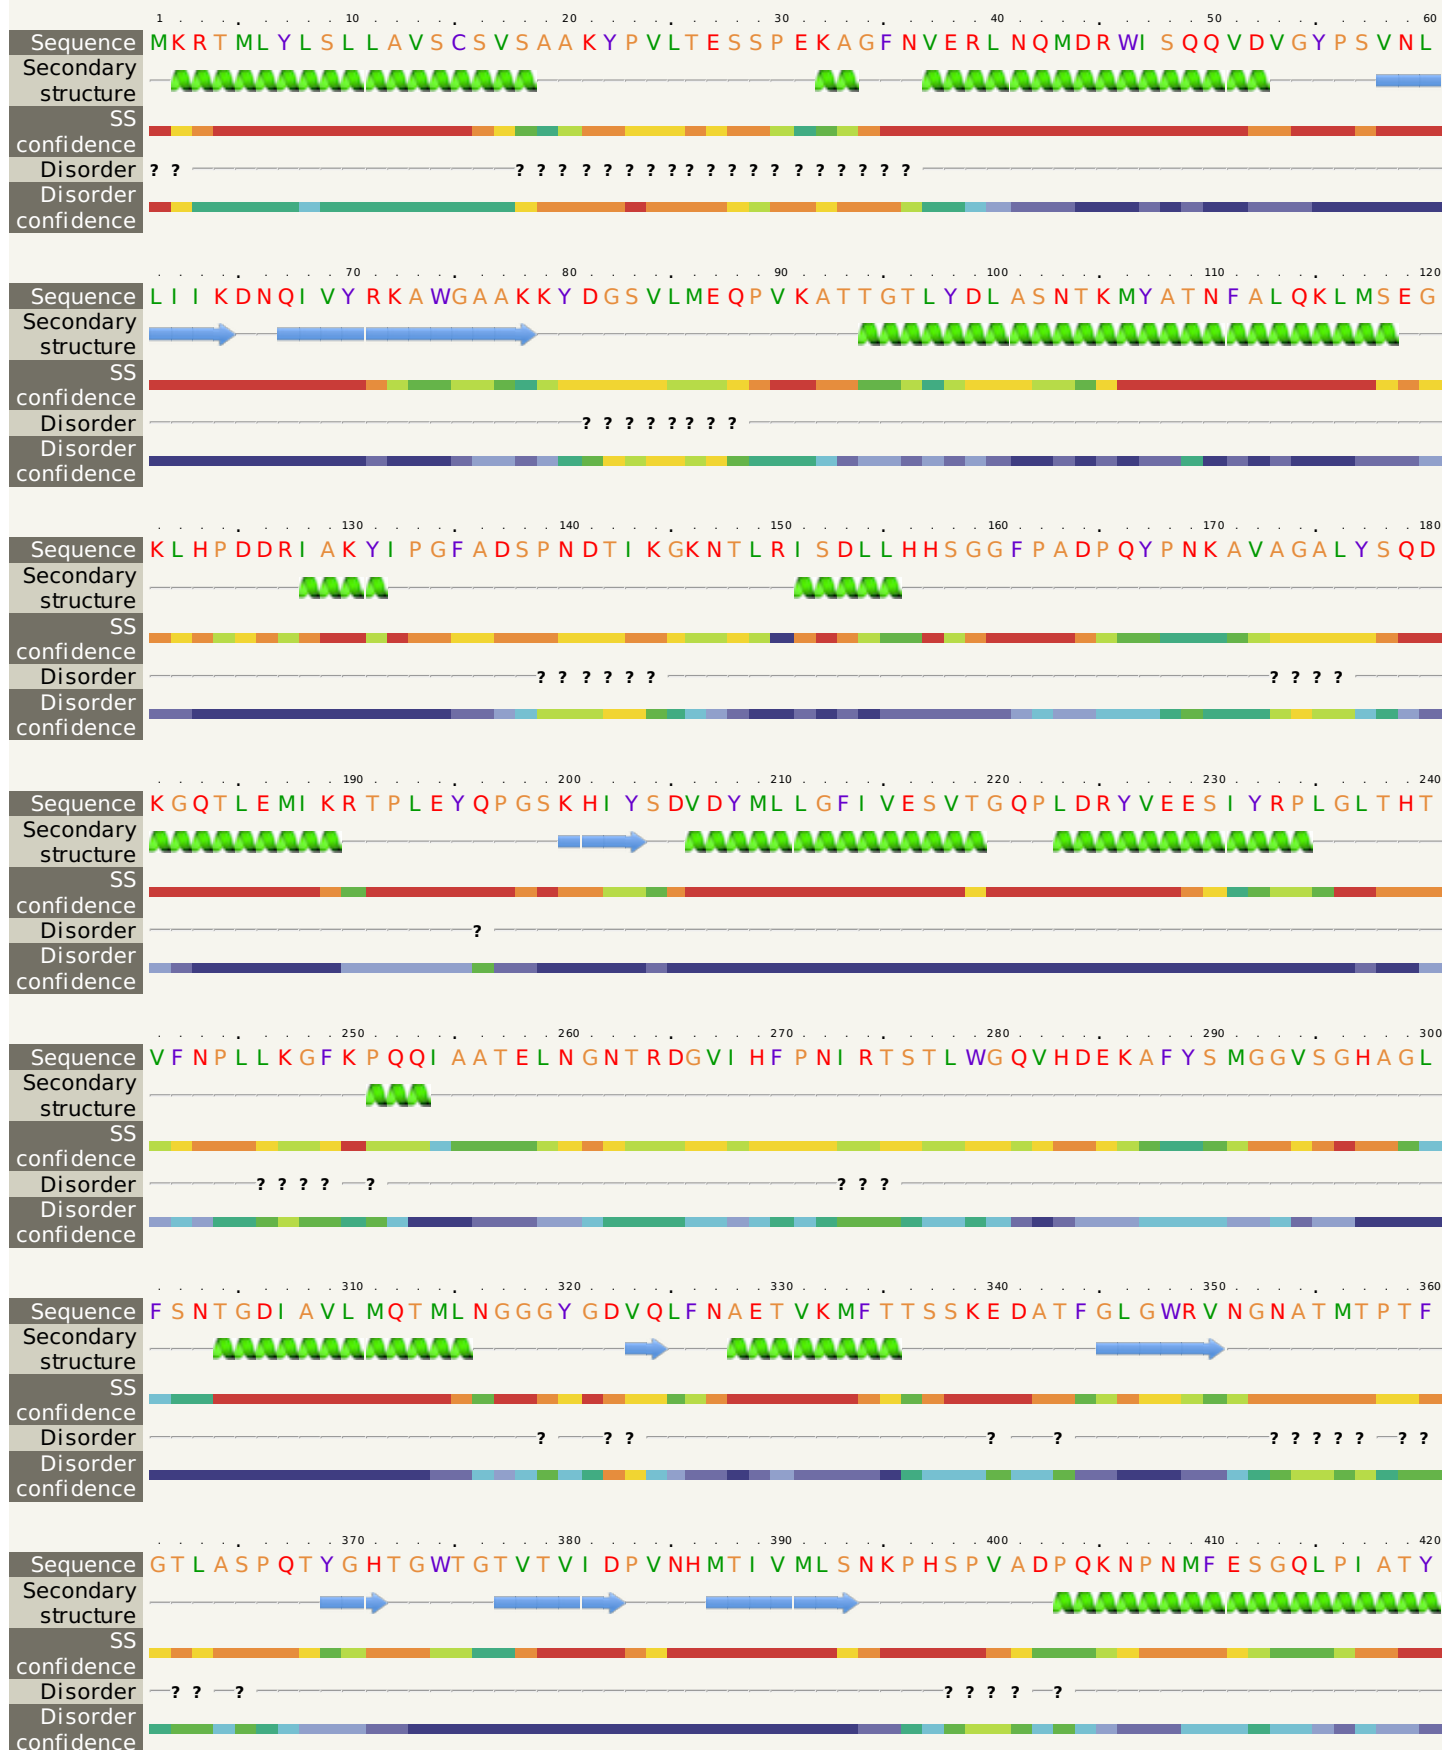 1 10 20 30 40 50 60
Sequence MKRTMLYLSLLAVSCSVSAAKYPVLTESSPEKAGFNVERLNQMDRWISQQVDVGYPSVNL
Secondary
structure
SS
confidence
Disorder ? ? ? ? ? ? ? ? ? ? ? ? ? ? ? ? ? ? ? ? ?
Disorder
confidence
70 80 90 100 110 120
Sequence LIIKDNQIVYRKAWGAAKKYDGSVLMEQPVKATTGTLYDLASNTKMYATNFALQKLMSEG
Secondary
structure
SS
confidence
Disorder ? ? ? ? ? ? ? ?
Disorder
confidence
130 140 150 160 170 180
Sequence KLHPDDRIAKYIPGFADSPNDTIKGKNTLRISDLLHHSGGFPADPQYPNKAVAGALYSQD
Secondary
structure
SS
confidence
Disorder ? ? ? ? ? ? ? ? ? ?
Disorder
confidence
190 200 210 220 230 240
Sequence KGQTLEMIKRTPLEYQPGSKHIYSDVDYMLLGFIVESVTGQPLDRYVEESIYRPLGLTHT
Secondary
structure
SS
confidence
Disorder ?
Disorder
confidence
250 260 270 280 290 300
Sequence VFNPLLKGFKPQQIAATELNGNTRDGVIHFPNIRTSTLWGQVHDEKAFYSMGGVSGHAGL
Secondary
structure
SS
confidence
Disorder ? ? ? ? ? ? ? ?
Disorder
confidence
310 320 330 340 350 360
Sequence FSNTGDIAVLMQTMLNGGGYGDVQLFNAETVKMFTTSSKEDATFGLGWRVNGNATMTPTF
Secondary
structure
SS
confidence
Disorder ? ? ? ? ? ? ? ? ? ? ? ?
Disorder
confidence
370 380 390 400 410 420
Sequence GTLASPQTYGHTGWTGTVTVIDPVNHMTIVMLSNKPHSPVADPQKNPNMFESGQLPIATY
Secondary
structure
SS
confidence
Disorder ? ? ? ? ? ? ? ?
Disorder
confidence